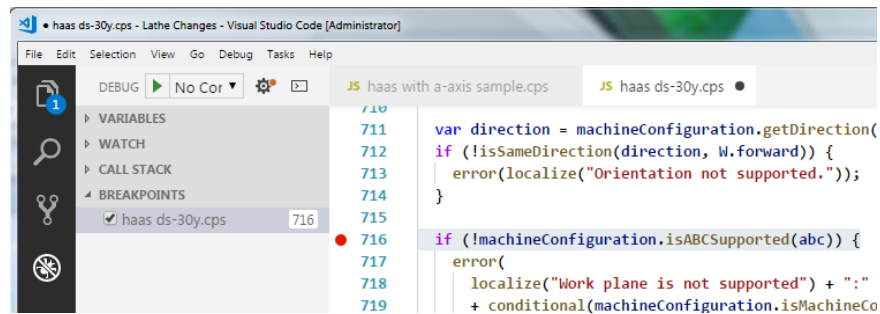 • haas ds-30y.cps - Lathe Changes - Visual Studio Code [Administrator]
File Edit Selection View Go Debug Tasks Help
DEBUG No Cor
JS haas with a-axis sample.cps JS haas ds-30y.cps ●
1
VARIABLES
WATCH
CALL STACK
BREAKPOINTS
haas ds-30y.cps 716
710
711 var direction = machineConfiguration.getDirection(
712 if (!isSameDirection(direction, W.forward)) {
713 error(localize("Orientation not supported."));
714 }
715
716 if (!machineConfiguration.isABCSupported(abc)) {
717 error(
718 localize("Work plane is not supported") + ":"
719 + conditional(machineConfiguration.isMachineCo